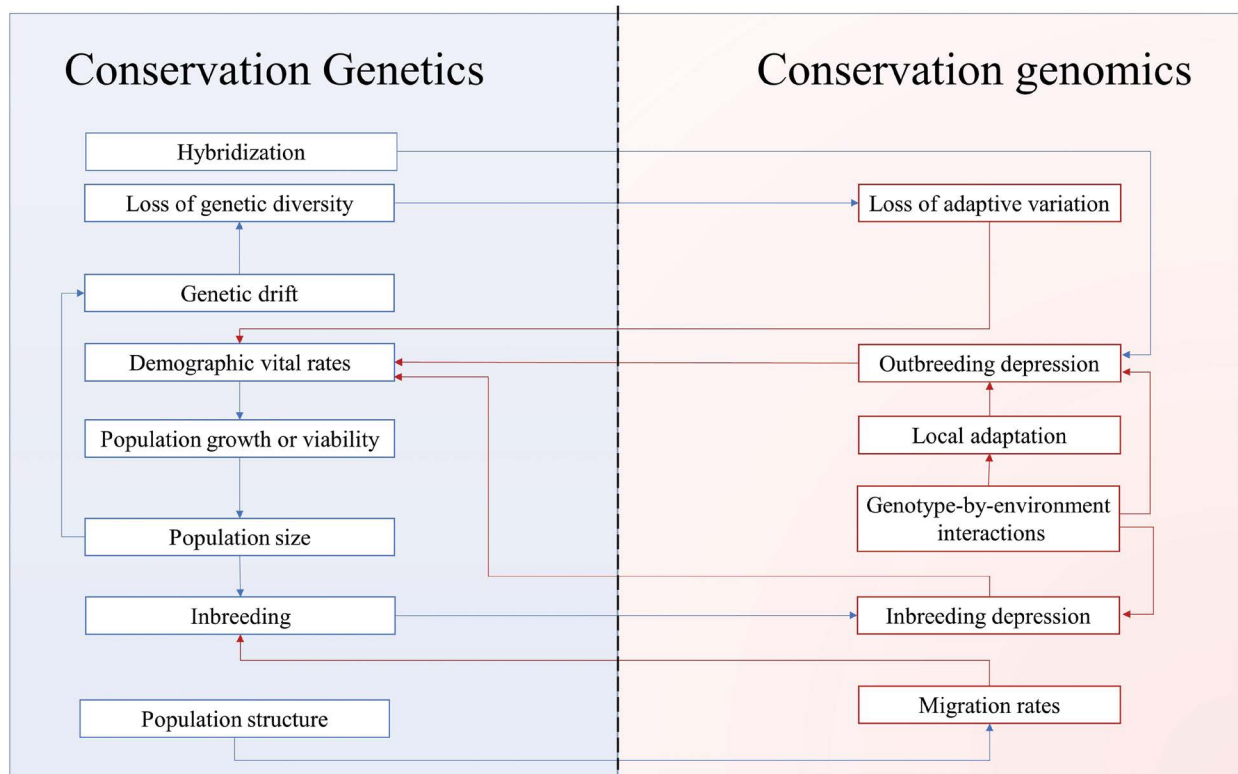 Conservation Genetics
Hybridization
Loss of genetic diversity
Genetic drift
Demographic vital rates
Population growth or viability
Population size
Inbreeding
Population structure
Conservation genomics
Loss of adaptive variation
Outbreeding depression
Local adaptation
Genotype-by-environment
interactions
Inbreeding depression
Migration rates